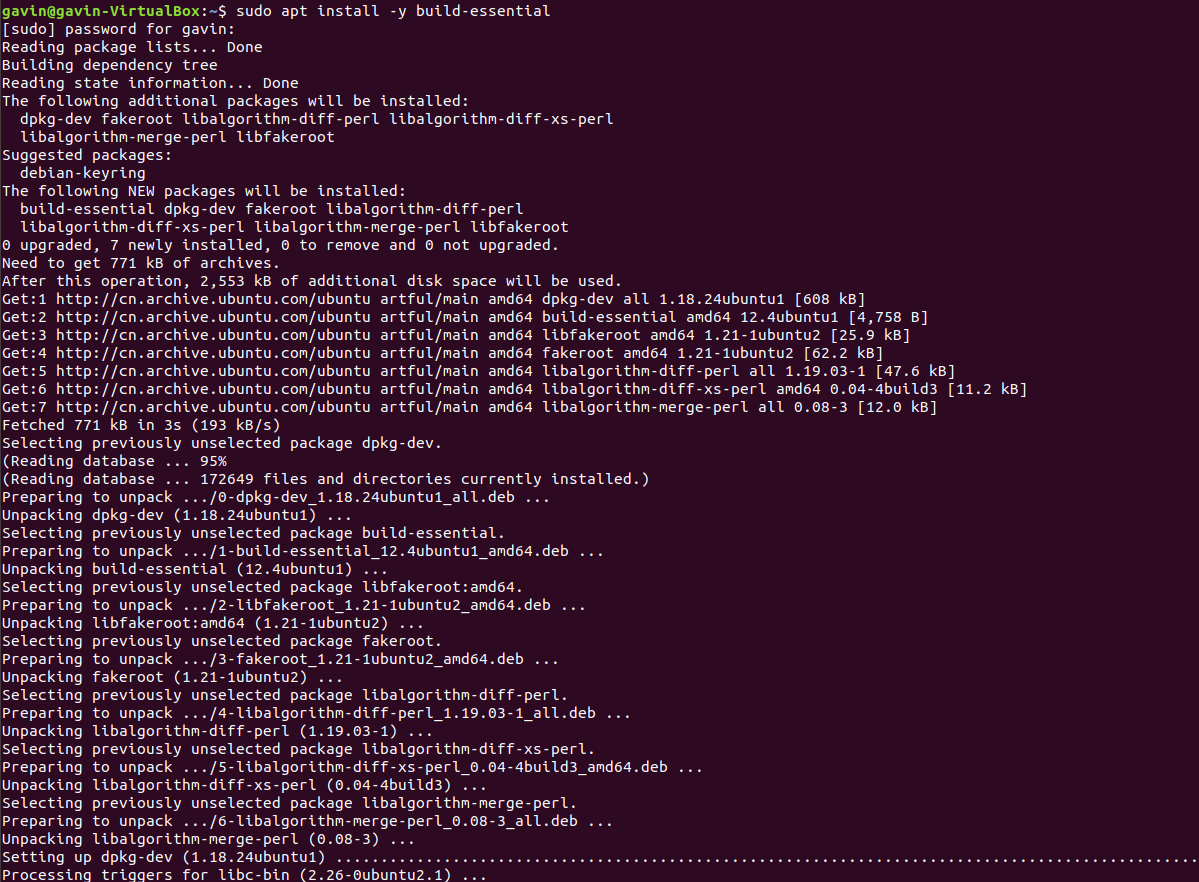 gavin@gavin-VirtualBox:~$ sudo apt install -y build-essential
[sudo] password for gavin:
Reading package lists... Done
Building dependency tree
Reading state information... Done
The following additional packages will be installed:
  dpkg-dev fakeroot libalgorithm-diff-perl libalgorithm-diff-xs-perl
  libalgorithm-merge-perl libfakeroot
Suggested packages:
  debian-keyring
The following NEW packages will be installed:
  build-essential dpkg-dev fakeroot libalgorithm-diff-perl
  libalgorithm-diff-xs-perl libalgorithm-merge-perl libfakeroot
0 upgraded, 7 newly installed, 0 to remove and 0 not upgraded.
Need to get 771 kB of archives.
After this operation, 2,553 kB of additional disk space will be used.
Get:1 http://cn.archive.ubuntu.com/ubuntu artful/main amd64 dpkg-dev all 1.18.24ubuntu1 [608 kB]
Get:2 http://cn.archive.ubuntu.com/ubuntu artful/main amd64 build-essential amd64 12.4ubuntu1 [4,758 B]
Get:3 http://cn.archive.ubuntu.com/ubuntu artful/main amd64 libfakeroot amd64 1.21-1ubuntu2 [25.9 kB]
Get:4 http://cn.archive.ubuntu.com/ubuntu artful/main amd64 fakeroot amd64 1.21-1ubuntu2 [62.2 kB]
Get:5 http://cn.archive.ubuntu.com/ubuntu artful/main amd64 libalgorithm-diff-perl all 1.19.03-1 [47.6 kB]
Get:6 http://cn.archive.ubuntu.com/ubuntu artful/main amd64 libalgorithm-diff-xs-perl amd64 0.04-4build3 [11.2 kB]
Get:7 http://cn.archive.ubuntu.com/ubuntu artful/main amd64 libalgorithm-merge-perl all 0.08-3 [12.0 kB]
Fetched 771 kB in 3s (193 kB/s)
Selecting previously unselected package dpkg-dev.
(Reading database ... 95%
(Reading database ... 172649 files and directories currently installed.)
Preparing to unpack .../0-dpkg-dev_1.18.24ubuntu1_all.deb ...
Unpacking dpkg-dev (1.18.24ubuntu1) ...
Selecting previously unselected package build-essential.
Preparing to unpack .../1-build-essential_12.4ubuntu1_amd64.deb ...
Unpacking build-essential (12.4ubuntu1) ...
Selecting previously unselected package libfakeroot:amd64.
Preparing to unpack .../2-libfakeroot_1.21-1ubuntu2_amd64.deb ...
Unpacking libfakeroot:amd64 (1.21-1ubuntu2) ...
Selecting previously unselected package fakeroot.
Preparing to unpack .../3-fakeroot_1.21-1ubuntu2_amd64.deb ...
Unpacking fakeroot (1.21-1ubuntu2) ...
Selecting previously unselected package libalgorithm-diff-perl.
Preparing to unpack .../4-libalgorithm-diff-perl_1.19.03-1_all.deb ...
Unpacking libalgorithm-diff-perl (1.19.03-1) ...
Selecting previously unselected package libalgorithm-diff-xs-perl.
Preparing to unpack .../5-libalgorithm-diff-xs-perl_0.04-4build3_amd64.deb ...
Unpacking libalgorithm-diff-xs-perl (0.04-4build3) ...
Selecting previously unselected package libalgorithm-merge-perl.
Preparing to unpack .../6-libalgorithm-merge-perl_0.08-3_all.deb ...
Unpacking libalgorithm-merge-perl (0.08-3) ...
Setting up dpkg-dev (1.18.24ubuntu1) ................................................................................................
Processing triggers for libc-bin (2.26-0ubuntu2.1) ...